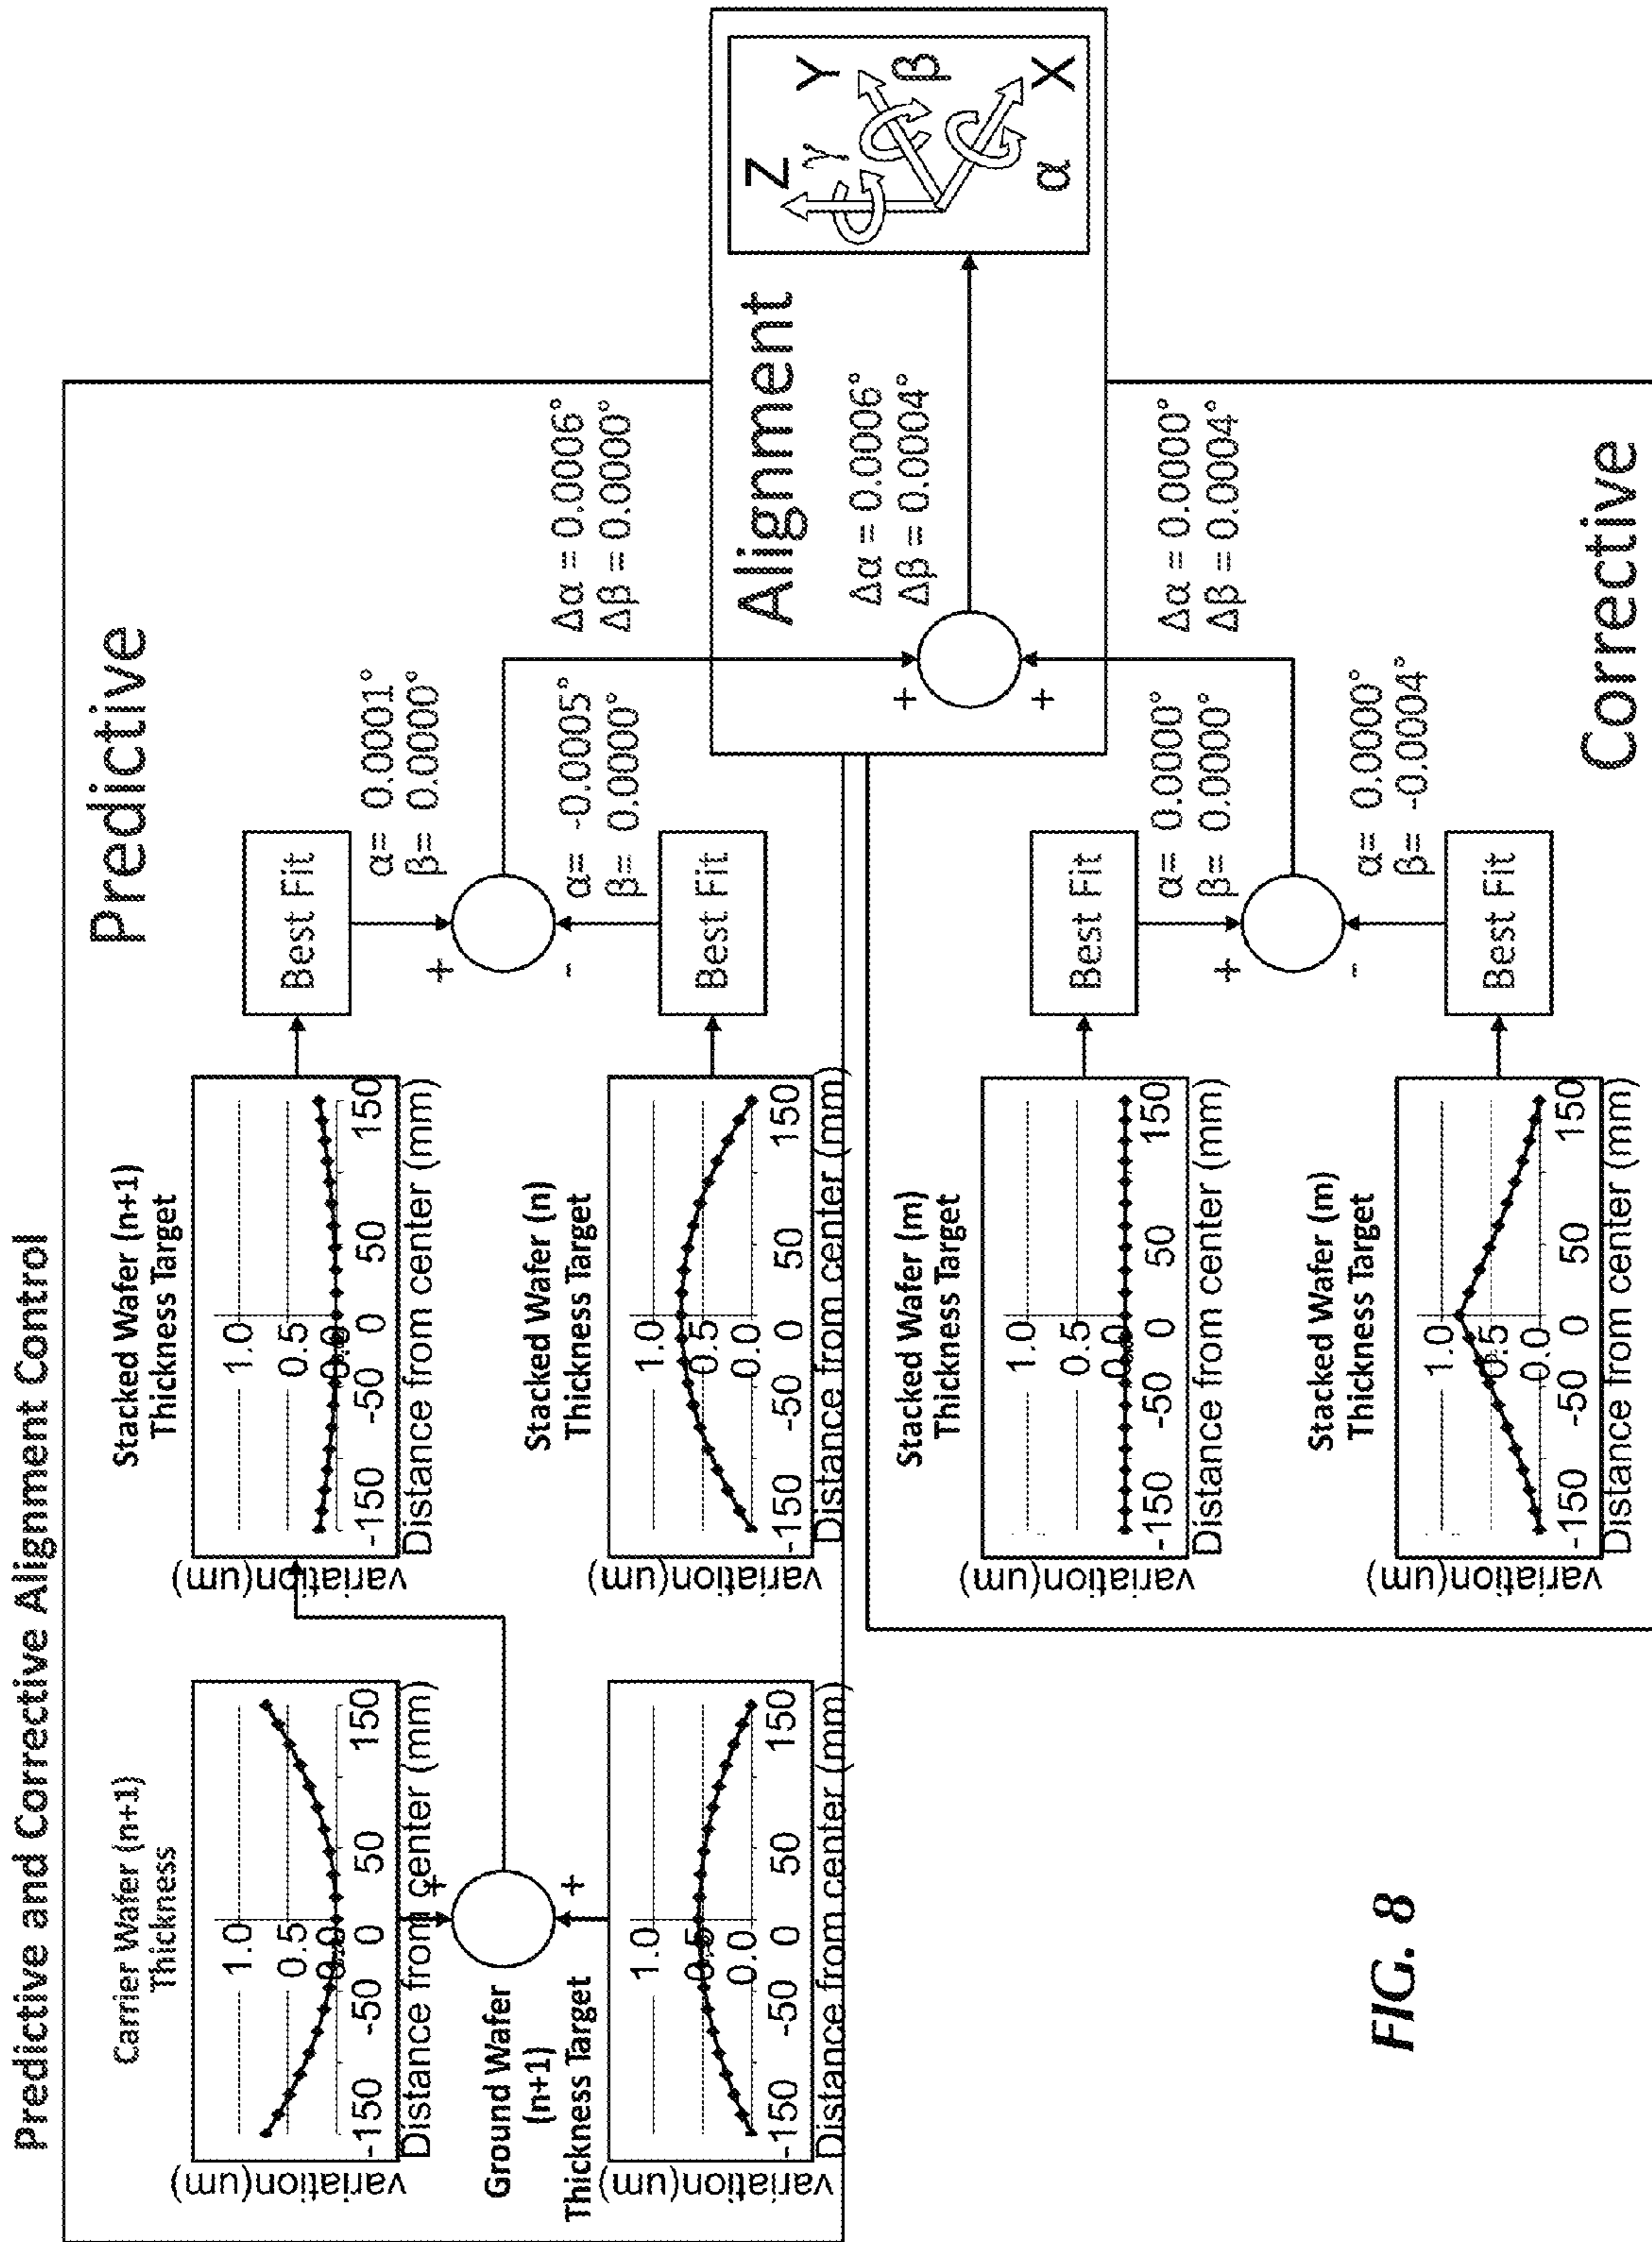 Predictive and Corrective Alignment Control
Predictive
Carrier Wafer (n+1)
Thickness
variation(um)
1.0
0.5
0.0
-150 -50 0 50 150
Distance from center (mm)
+
+
Ground Wafer
(n+1)
Thickness Target
variation(um)
1.0
0.5
0.0
-150 -50 0 50 150
Distance from center (mm)
Stacked Wafer (n+1)
Thickness Target
variation(um)
1.0
0.5
0.0
-150 -50 0 50 150
Distance from center (mm)
Best Fit
α= 0.0001°
β= 0.0000°
+
-
Stacked Wafer (n)
Thickness Target
variation(um)
1.0
0.5
0.0
-150 -50 0 50 150
Distance from center (mm)
Best Fit
α= -0.0005°
β= 0.0000°
Δα = 0.0006°
Δβ = 0.0000°
Alignment
Δα = 0.0006°
Δβ = 0.0004°
+
+
Z
γ
Y
β
X
α
Stacked Wafer (m)
Thickness Target
variation(um)
1.0
0.5
0.0
-150 -50 0 50 150
Distance from center (mm)
Best Fit
α= 0.0000°
β= 0.0000°
+
-
Δα = 0.0000°
Δβ = 0.0004°
Stacked Wafer (m)
Thickness Target
variation(um)
1.0
0.5
0.0
-150 -50 0 50 150
Distance from center (mm)
Best Fit
α= 0.0000°
β= -0.0004°
Corrective
FIG. 8